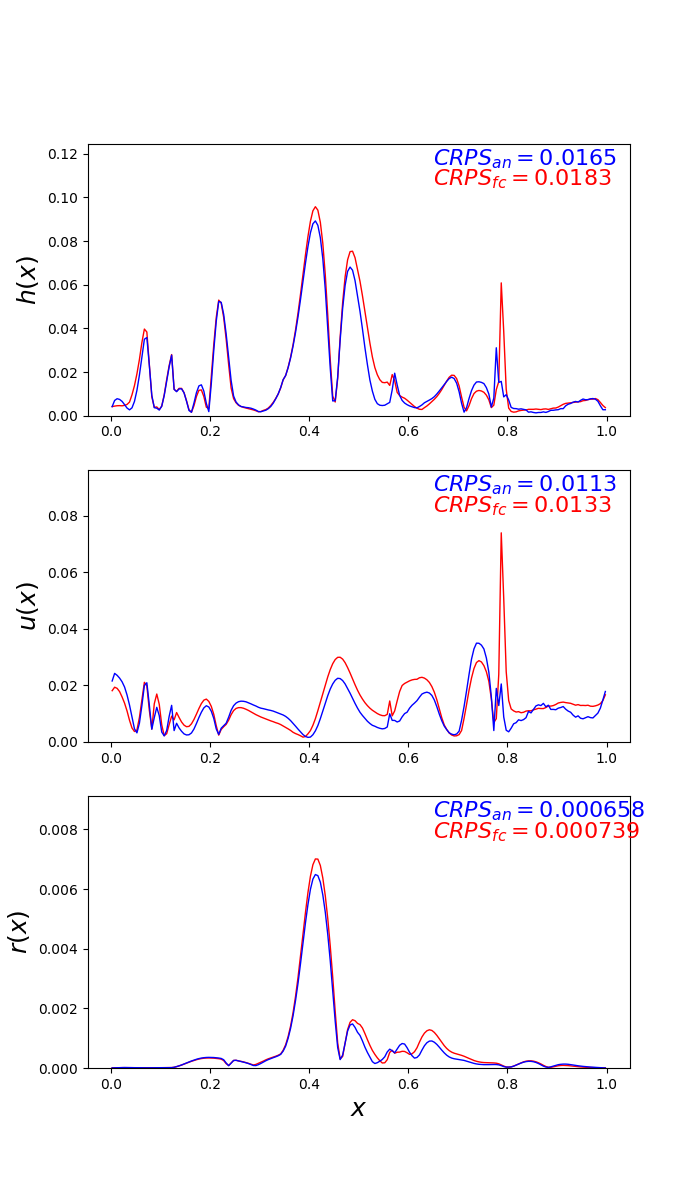 CRPS_an = 0.0165
CRPS_fc = 0.0183
h(x)
0.12
0.10
0.08
0.06
0.04
0.02
0.00
0.0 0.2 0.4 0.6 0.8 1.0
CRPS_an = 0.0113
CRPS_fc = 0.0133
u(x)
0.08
0.06
0.04
0.02
0.00
0.0 0.2 0.4 0.6 0.8 1.0
CRPS_an = 0.000658
CRPS_fc = 0.000739
r(x)
0.008
0.006
0.004
0.002
0.000
0.0 0.2 0.4 0.6 0.8 1.0
x